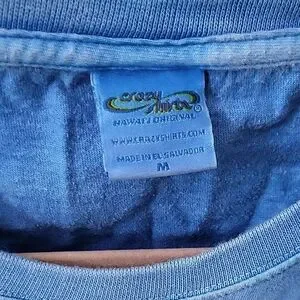 crazy
shirts
HAWAII ORIGINAL
WWW.CRAZYSHIRTS.COM
MADE IN EL SALVADOR
M